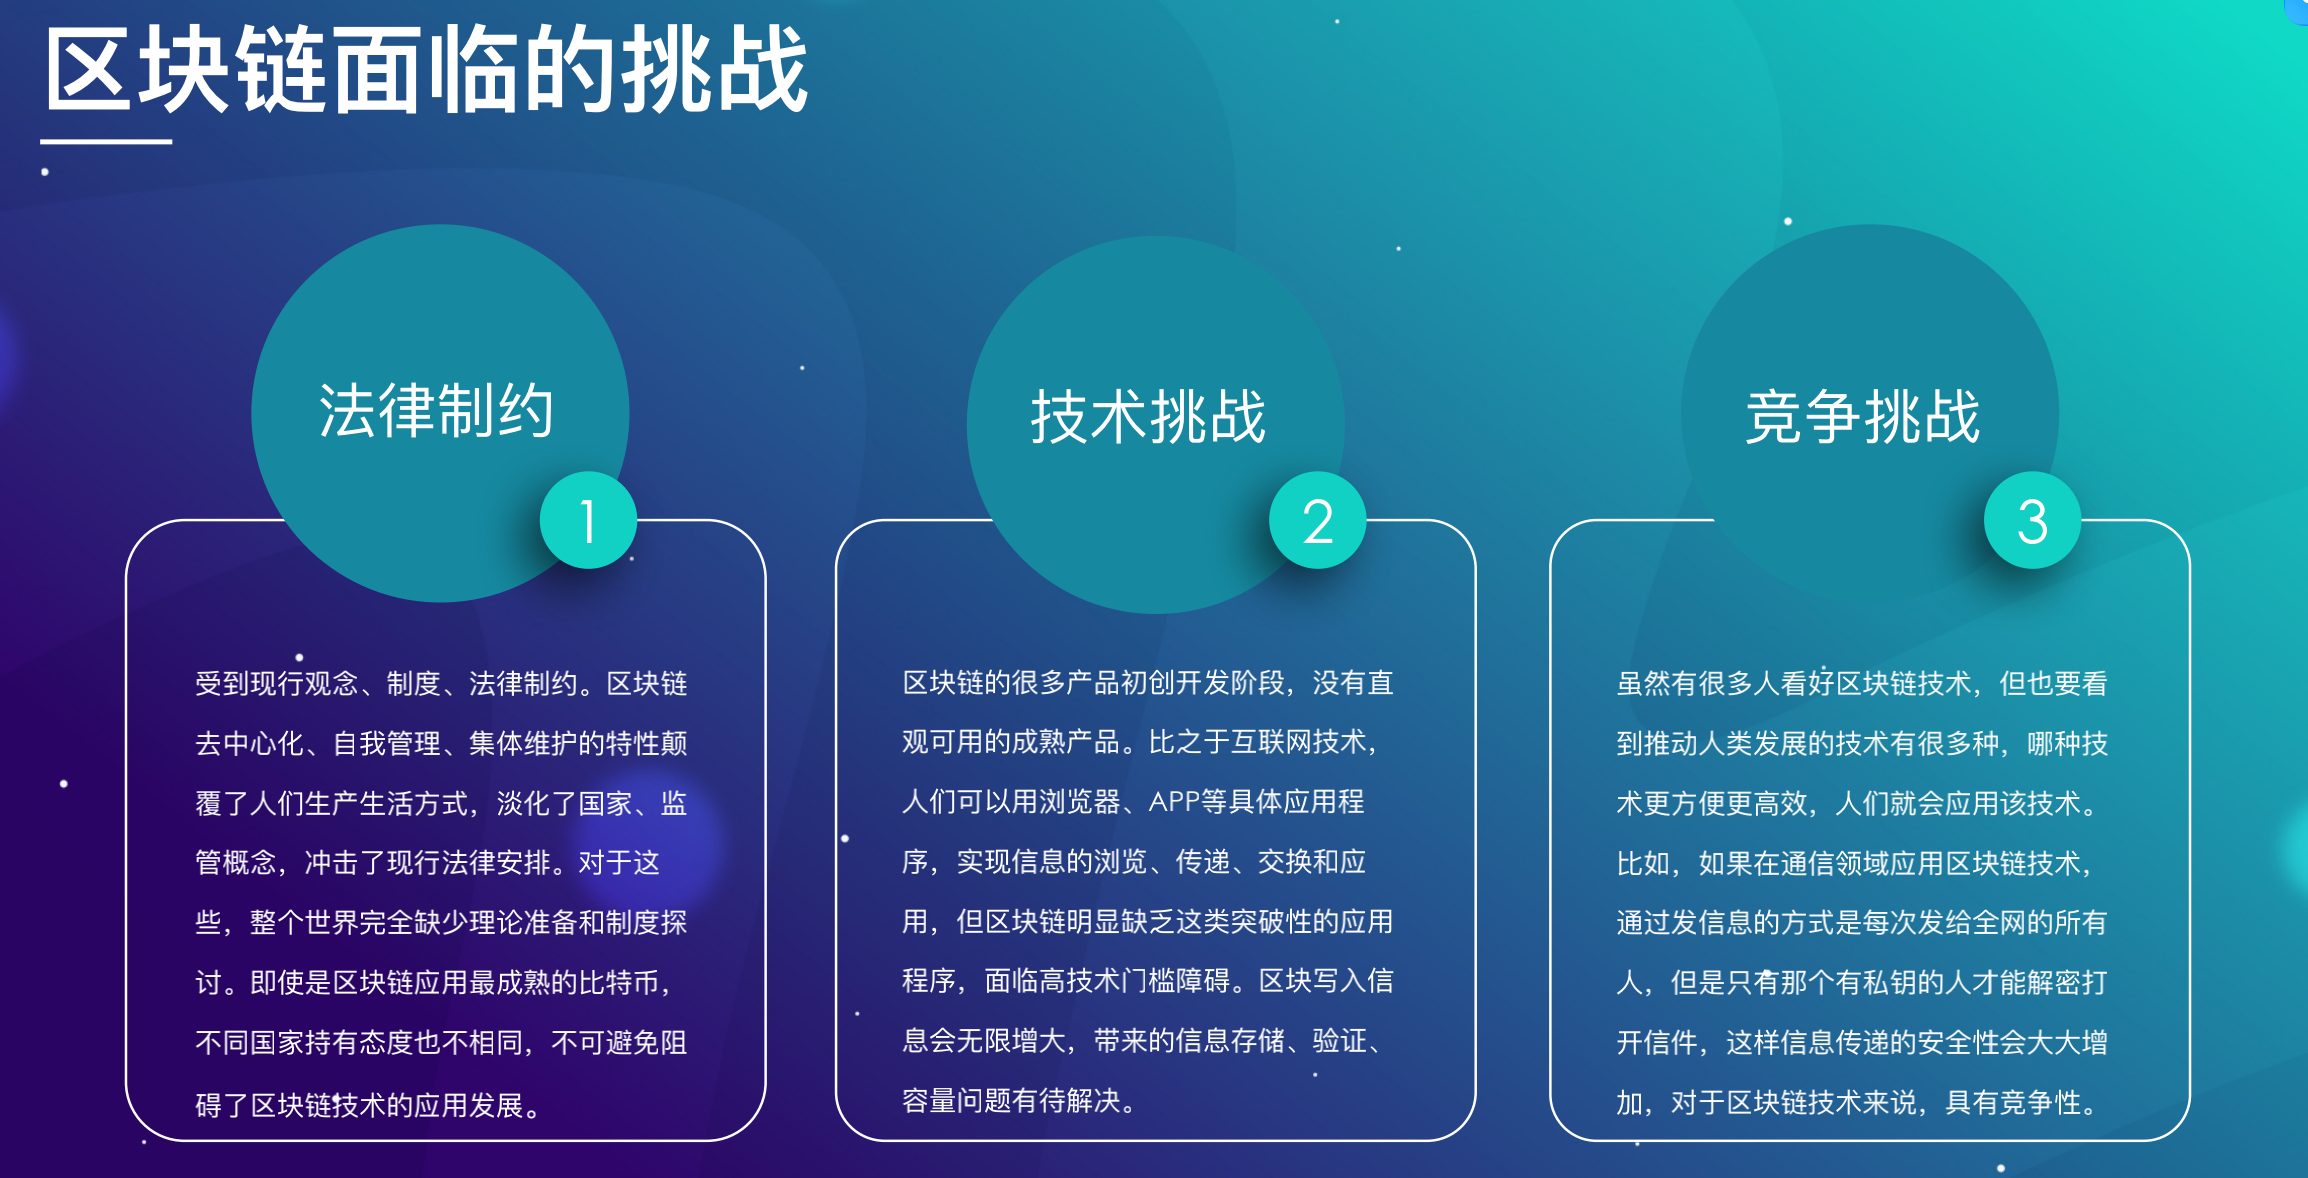 区块链面临的挑战
法律制约
1
受到现行观念、制度、法律制约。区块链
去中心化、自我管理、集体维护的特性颠
覆了人们生产生活方式，淡化了国家、监
管概念，冲击了现行法律安排。对于这
些，整个世界完全缺少理论准备和制度探
讨。即使是区块链应用最成熟的比特币，
不同国家持有态度也不相同，不可避免阻
碍了区块链技术的应用发展。
技术挑战
2
区块链的很多产品初创开发阶段，没有直
观可用的成熟产品。比之于互联网技术，
人们可以用浏览器、APP等具体应用程
序，实现信息的浏览、传递、交换和应
用，但区块链明显缺乏这类突破性的应用
程序，面临高技术门槛障碍。区块写入信
息会无限增大，带来的信息存储、验证、
容量问题有待解决。
竞争挑战
3
虽然有很多人看好区块链技术，但也要看
到推动人类发展的技术有很多种，哪种技
术更方便更高效，人们就会应用该技术。
比如，如果在通信领域应用区块链技术，
通过发信息的方式是每次发给全网的所有
人，但是只有那个有私钥的人才能解密打
开信件，这样信息传递的安全性会大大增
加，对于区块链技术来说，具有竞争性。